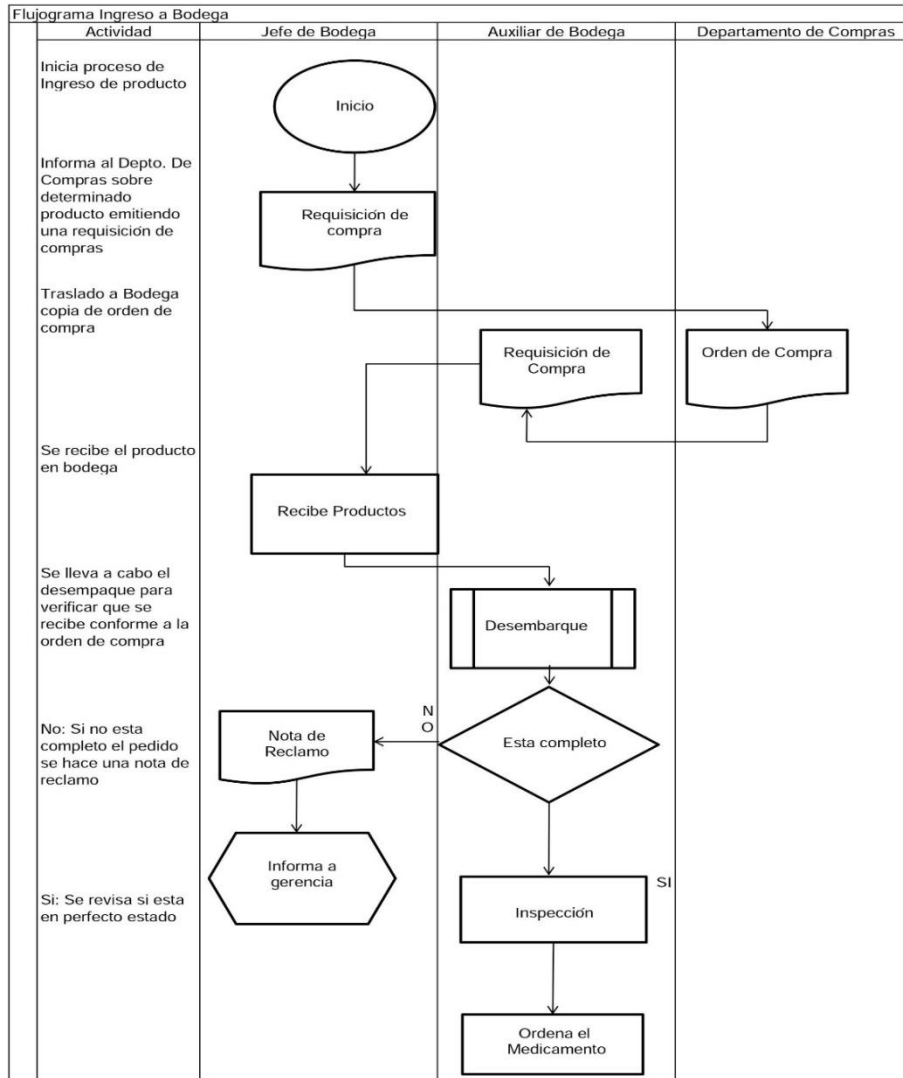 Flujograma Ingreso a Bodega
Actividad
Jefe de Bodega
Auxiliar de Bodega
Departamento de Compras
Inicia proceso de
Ingreso de producto
Inicio
Informa al Depto. De
Compras sobre
determinado
producto emitiendo
una requisición de
compras
Requisición de
compra
Traslado a Bodega
copia de orden de
compra
Requisición de
Compra
Orden de Compra
Se recibe el producto
en bodega
Recibe Productos
Se lleva a cabo el
desempaque para
verificar que se
recibe conforme a la
orden de compra
Desembarque
No: Si no esta
completo el pedido
se hace una nota de
reclamo
Nota de
Reclamo
N
O
Esta completo
Informa a
gerencia
Si: Se revisa si esta
en perfecto estado
SI
Inspección
Ordena el
Medicamento